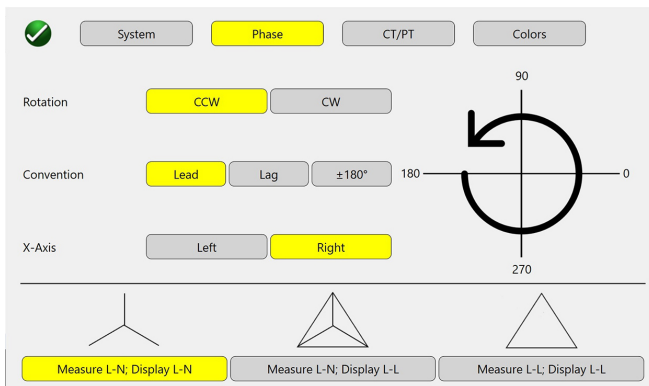 System Phase CT/PT Colors
90
Rotation CCW CW
Convention Lead Lag ±180° 180 0
X-Axis Left Right
270
Measure L-N; Display L-N Measure L-N; Display L-L Measure L-L; Display L-L